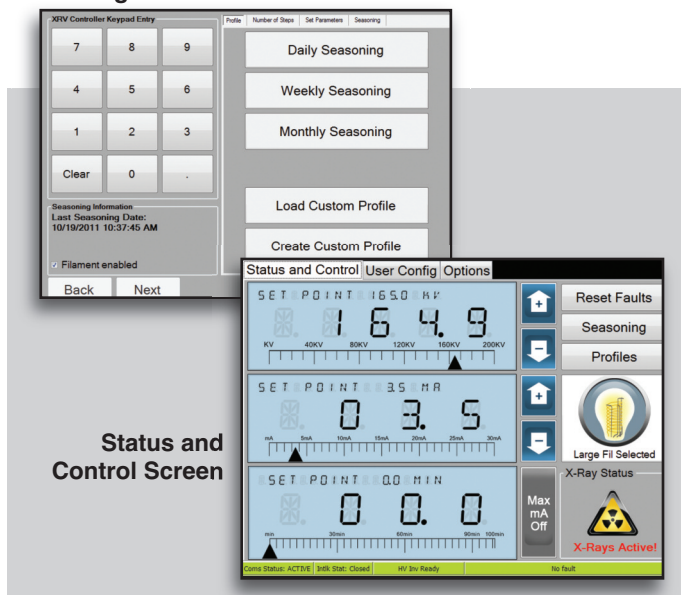 XRV Controller Keypad Entry
7 8 9
4 5 6
1 2 3
Clear 0 .
Seasoning Information
Last Seasoning Date:
10/19/2011 10:37:45 AM
Filament enabled
Back Next
Profile Number of Steps Set Parameters Seasoning
Daily Seasoning
Weekly Seasoning
Monthly Seasoning
Load Custom Profile
Create Custom Profile
Status and
Control Screen
Status and Control User Config Options
SET POINT 165.0 KV
164.9
KV 40KV 80KV 120KV 160KV 200KV
SET POINT 3.5 MA
03.5
mA 5mA 10mA 15mA 20mA 25mA 30mA
SET POINT 0.0 MIN
00.0
min 30min 60min 90min 100min
+
−
+
−
Max
mA
Off
Reset Faults
Seasoning
Profiles
Large Fil Selected
X-Ray Status
X-Rays Active!
Coms Status: ACTIVE Intlk Stat: Closed HV Inv Ready No fault